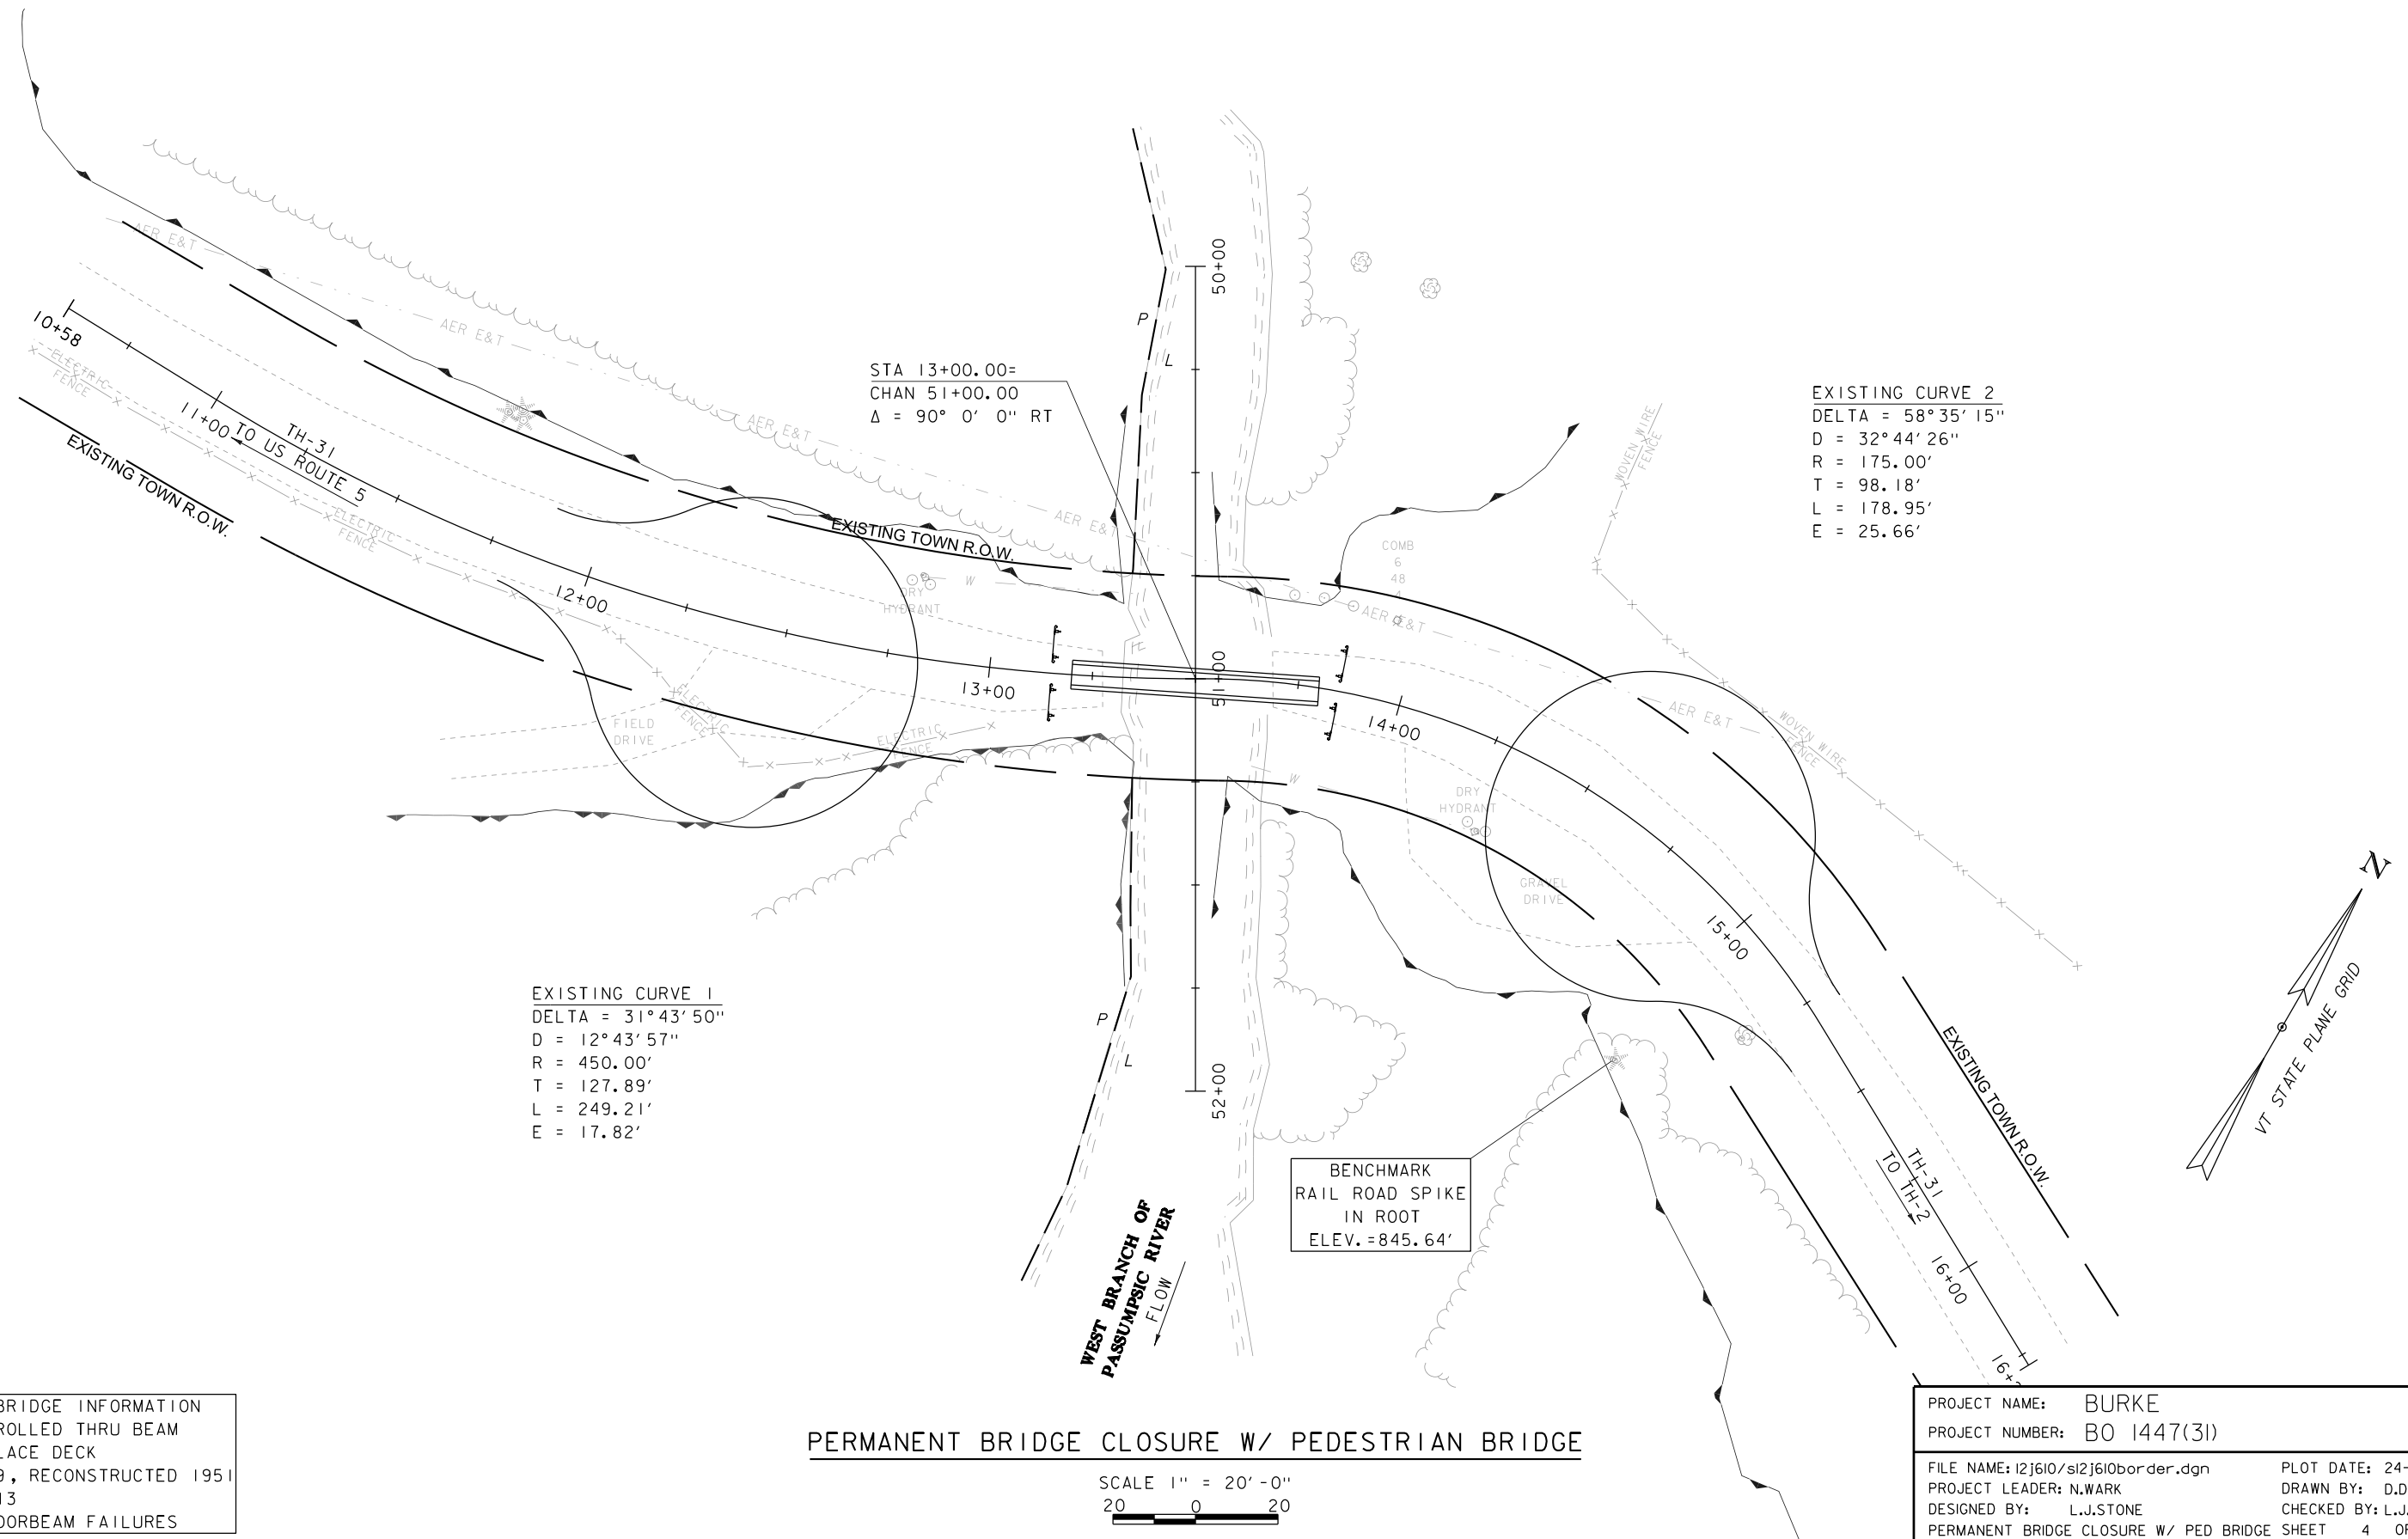 AER E&T
AER E&T
AER E&T
AER E&T
AER E&T
AER E&T
10+58
ELECTRIC
FENCE
11+00
TH-31
TO US ROUTE 5
EXISTING TOWN R.O.W.
ELECTRIC
FENCE
12+00
STA 13+00.00=
CHAN 51+00.00
Δ = 90° 0' 0" RT
P
L
50+00
EXISTING TOWN R.O.W.
DRY
HYDRANT
W
13+00
51+00
FIELD
DRIVE
ELECTRIC
FENCE
ELECTRIC
FENCE
COMB
6
48
WOVEN WIRE
FENCE
EXISTING CURVE 2
DELTA = 58°35'15"
D = 32°44'26"
R = 175.00'
T = 98.18'
L = 178.95'
E = 25.66'
14+00
AER E&T
WOVEN WIRE
FENCE
W
DRY
HYDRANT
GRAVEL
DRIVE
15+00
N
VT STATE PLANE GRID
EXISTING CURVE 1
DELTA = 31°43'50"
D = 12°43'57"
R = 450.00'
T = 127.89'
L = 249.21'
E = 17.82'
P
L
52+00
EXISTING TOWN R.O.W.
TH-31
TO TH-2
16+00
BENCHMARK
RAIL ROAD SPIKE
IN ROOT
ELEV.=845.64'
WEST BRANCH OF
PASSUMPSIC RIVER
FLOW
BRIDGE INFORMATION
ROLLED THRU BEAM
LACE DECK
9, RECONSTRUCTED 1951
13
ORBEAM FAILURES
PERMANENT BRIDGE CLOSURE W/ PEDESTRIAN BRIDGE
SCALE 1" = 20'-0"
20 0 20
PROJECT NAME: BURKE
PROJECT NUMBER: BO 1447(31)
FILE NAME: 12j610/s12j610border.dgn PLOT DATE: 24-
PROJECT LEADER: N.WARK DRAWN BY: D.D
DESIGNED BY: L.J.STONE CHECKED BY: L.J.
PERMANENT BRIDGE CLOSURE W/ PED BRIDGE SHEET 4 OF